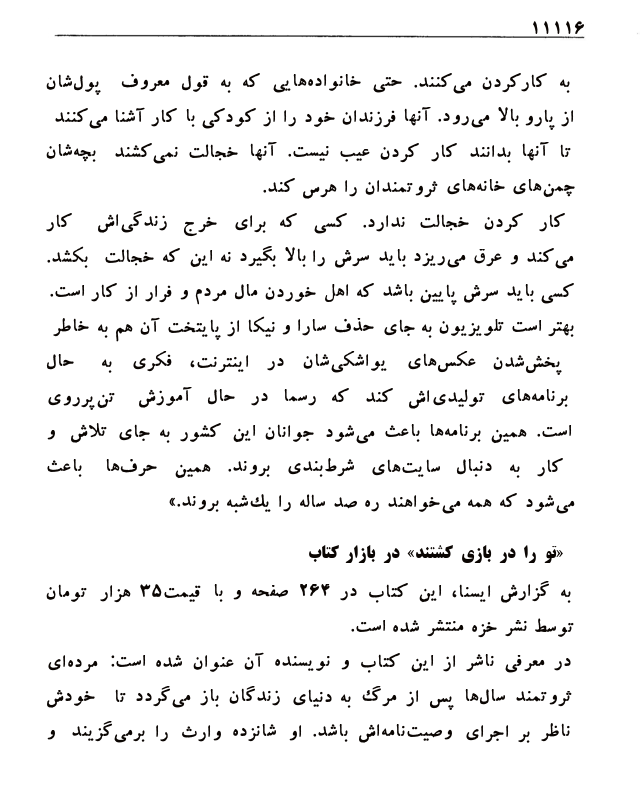 ۱۱۱۱۶
به کارکردن می‌کنند. حتی خانواده‌هایی که به قول معروف پول‌شان
از پارو بالا می‌رود. آنها فرزندان خود را از کودکی با کار آشنا می‌کنند
تا آنها بدانند کار کردن عیب نیست. آنها خجالت نمی‌کشند بچه‌شان
چمن‌های خانه‌های ثروتمندان را هرس کند.
کار کردن خجالت ندارد. کسی که برای خرج زندگی‌اش کار
می‌کند و عرق می‌ریزد باید سرش را بالا بگیرد نه این که خجالت بکشد.
کسی باید سرش پایین باشد که اهل خوردن مال مردم و فرار از کار است.
بهتر است تلویزیون به جای حذف سارا و نیکا از پایتخت آن هم به خاطر
پخش‌شدن عکس‌های یواشکی‌شان در اینترنت، فکری به حال
برنامه‌های تولیدی‌اش کند که رسما در حال آموزش تن‌پرروی
است. همین برنامه‌ها باعث می‌شود جوانان این کشور به جای تلاش و
کار به دنبال سایت‌های شرط‌بندی بروند. همین حرف‌ها باعث
می‌شود که همه می‌خواهند ره صد ساله را یك‌شبه بروند.»
«تو را در بازی کشتند» در بازار کتاب
به گزارش ایسنا، این کتاب در ۲۶۴ صفحه و با قیمت۳۵ هزار تومان
توسط نشر خزه منتشر شده است.
در معرفی ناشر از این کتاب و نویسنده آن عنوان شده است: مرده‌ای
ثروتمند سال‌ها پس از مرگ به دنیای زندگان باز می‌گردد تا خودش
ناظر بر اجرای وصیت‌نامه‌اش باشد. او شانزده وارث را برمی‌گزیند و